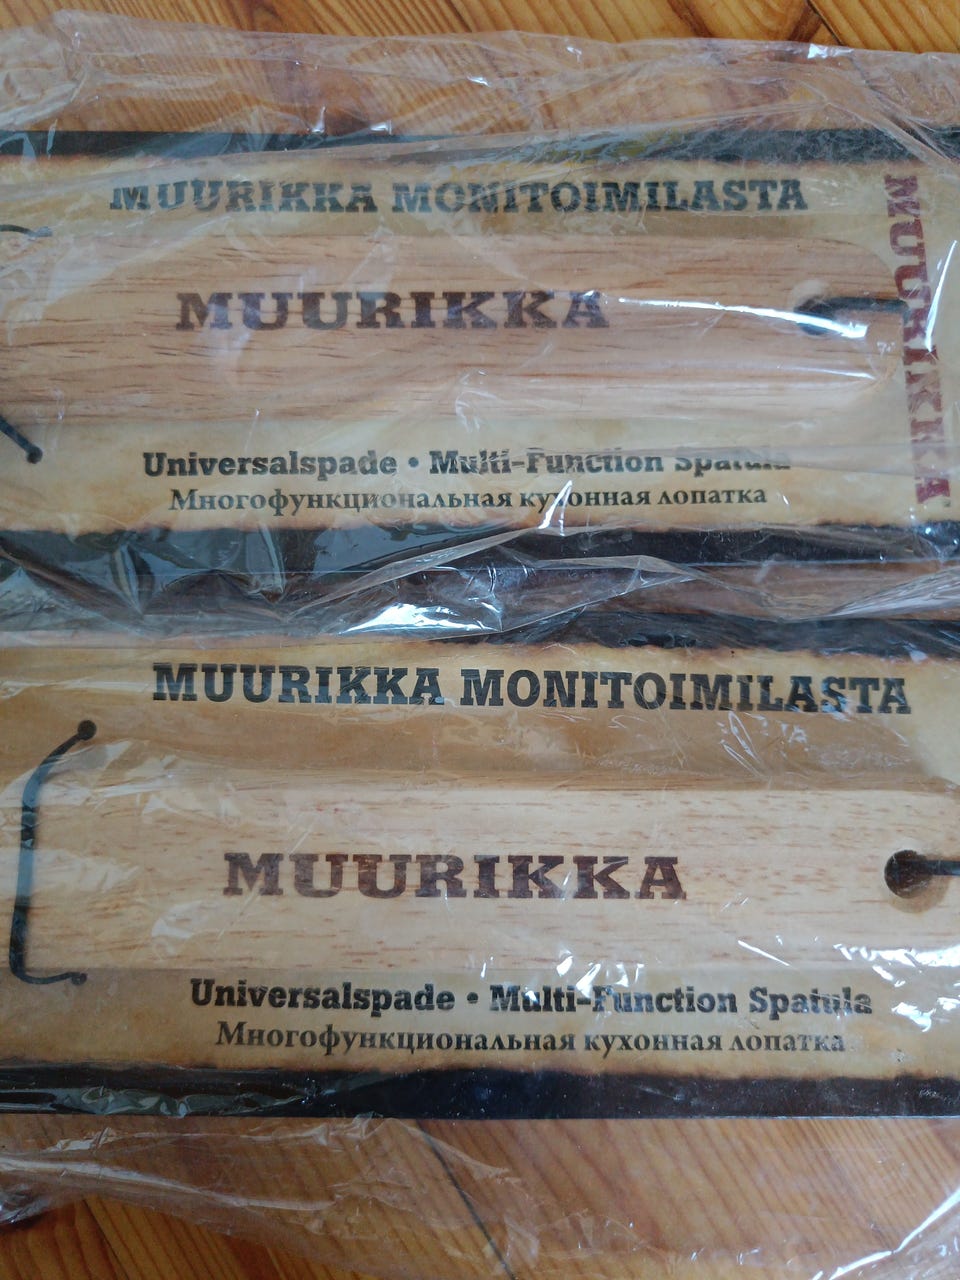 MUURIKKA MONITOIMILASTA
MUURIKKA
MUURIKKA
Universalspade • Multi-Function Spatula
Многофункциональная кухонная лопатка
MUURIKKA MONITOIMILASTA
MUURIKKA
Universalspade • Multi-Function Spatula
Многофункциональная кухонная лопатка